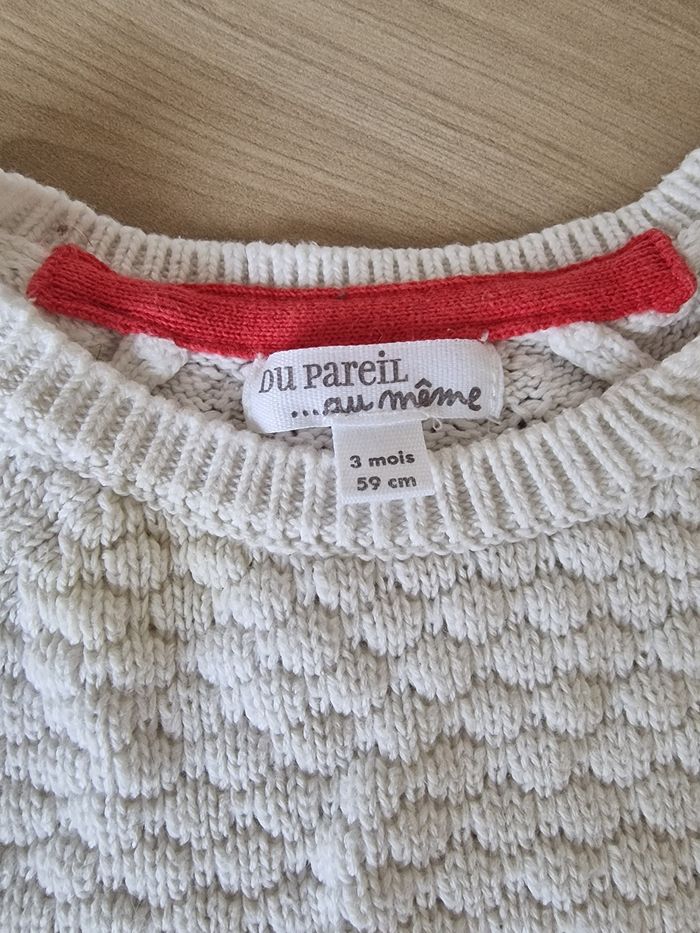 DU PAREIL
...au même
3 mois
59 cm